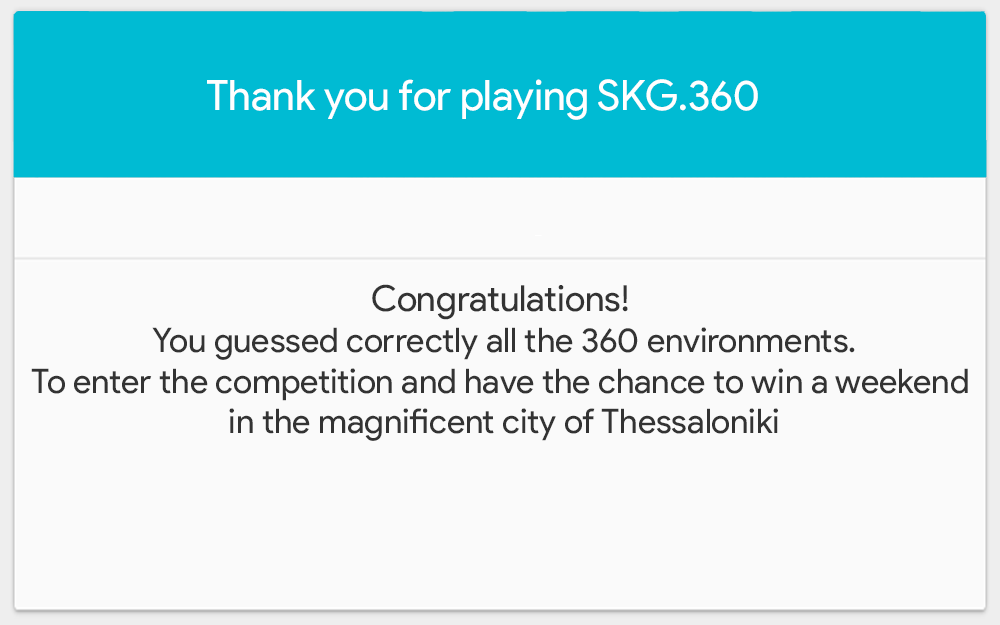 Thank you for playing SKG.360
Congratulations!
You guessed correctly all the 360 environments.
To enter the competition and have the chance to win a weekend
in the magnificent city of Thessaloniki